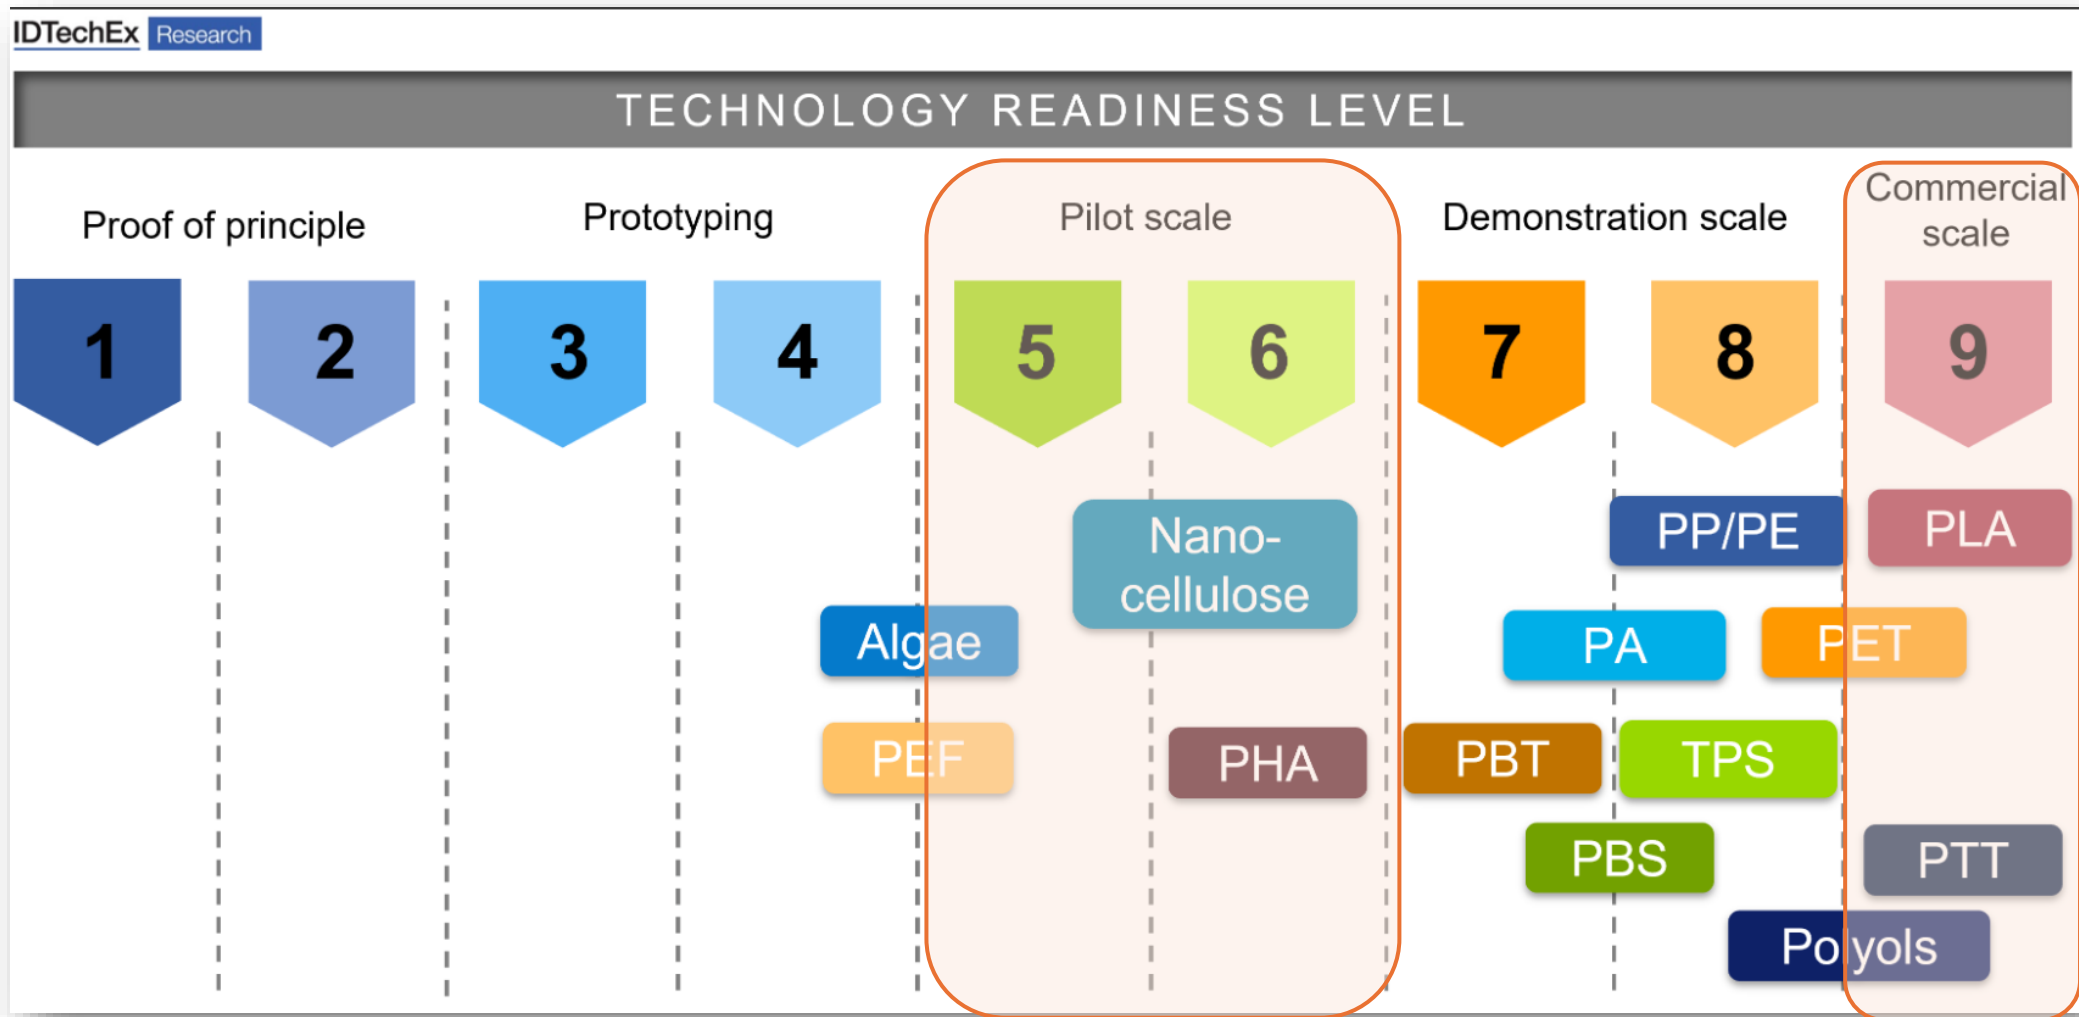 IDTechEx Research
TECHNOLOGY READINESS LEVEL
Proof of principle
Prototyping
Pilot scale
Demonstration scale
Commercial
scale
1
2
3
4
5
6
7
8
9
Nano-
cellulose
PP/PE
PLA
Algae
PA
PET
PEF
PHA
PBT
TPS
PBS
PTT
Polyols